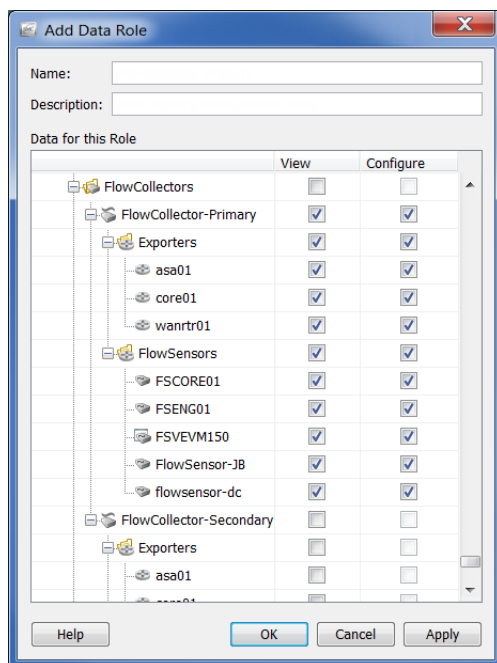 Add Data Role
Name:
Description:
Data for this Role
View Configure
FlowCollectors
FlowCollector-Primary
Exporters
asa01
core01
wanrtr01
FlowSensors
FSCORE01
FSENG01
FSVEVM150
FlowSensor-JB
flowsensor-dc
FlowCollector-Secondary
Exporters
asa01
Help OK Cancel Apply